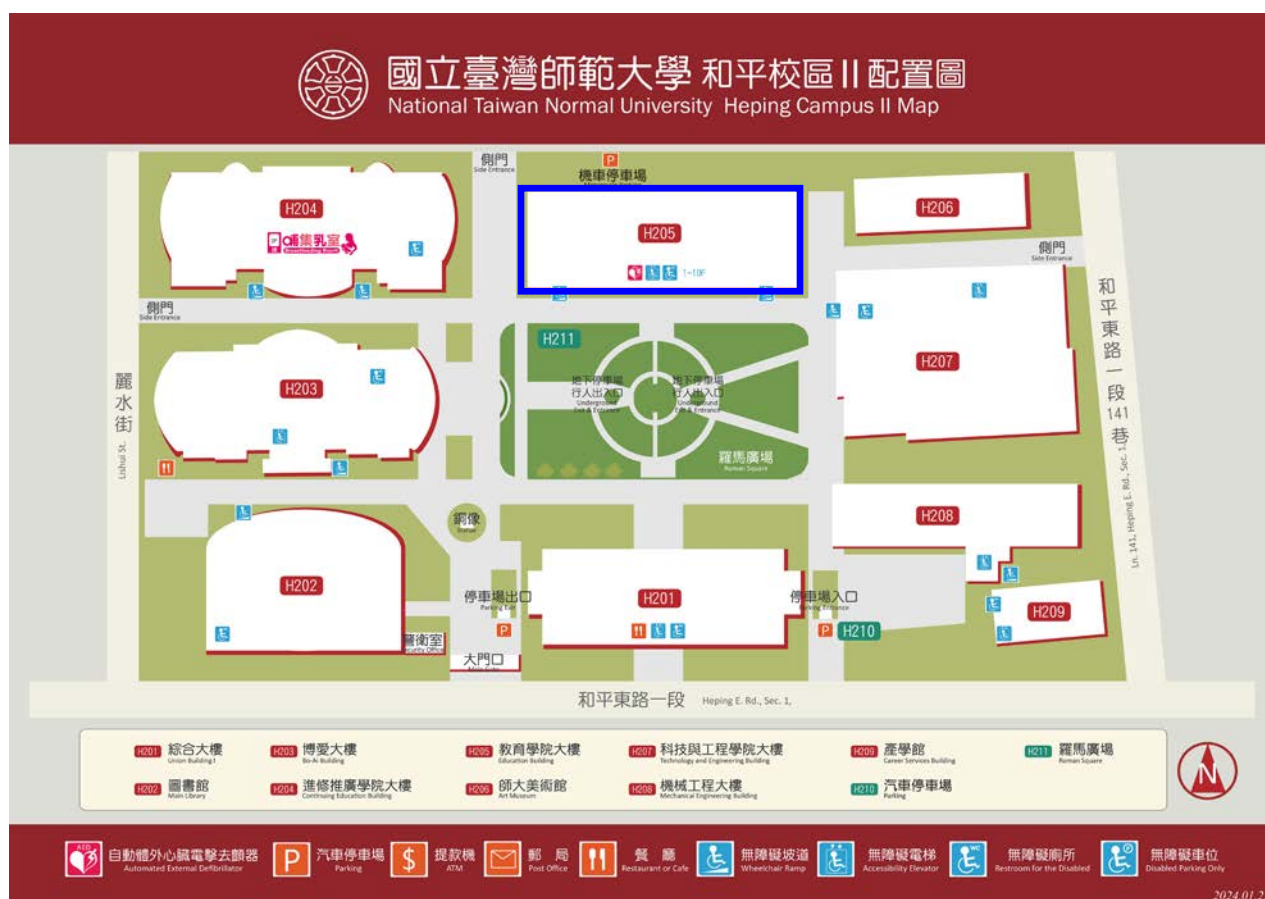 國立臺灣師範大學 和平校區II配置圖
National Taiwan Normal University Heping Campus II Map
側門
Side Entrance
P
機車停車場
H204
哺集乳室
H205
1~10F
H206
側門
Side Entrance
側門
Side Entrance
H211
H203
地下停車場
行人出入口
Underground
Exit & Entrance
地下停車場
行人出入口
Underground
Exit & Entrance
H207
羅馬廣場
Roman Square
麗水街
Lishui St.
和平東路一段141巷
Ln. 141, Heping E. Rd., Sec. 1,
銅像
Statue
H208
H202
停車場出口
Parking Exit
P
H201
停車場入口
Parking Entrance
P
H210
H209
警衛室
Security Office
大門口
Main Gate
和平東路一段 Heping E. Rd., Sec. 1,
H201 綜合大樓
Union Building I
H203 博愛大樓
Bo-Ai Building
H205 教育學院大樓
Education Building
H207 科技與工程學院大樓
Technology and Engineering Building
H209 產學館
Career Services Building
H211 羅馬廣場
Roman Square
H202 圖書館
Main Library
H204 進修推廣學院大樓
Continuing Education Building
H206 師大美術館
Art Museum
H208 機械工程大樓
Mechanical Engineering Building
H210 汽車停車場
Parking
N
AED
自動體外心臟電擊去顫器
Automated External Defibrillator
P
汽車停車場
Parking
$
提款機
ATM
郵局
Post Office
餐廳
Restaurant or Cafe
無障礙坡道
Wheelchair Ramp
無障礙電梯
Accessibility Elevator
WC
無障礙廁所
Restroom for the Disabled
P
無障礙車位
Disabled Parking Only